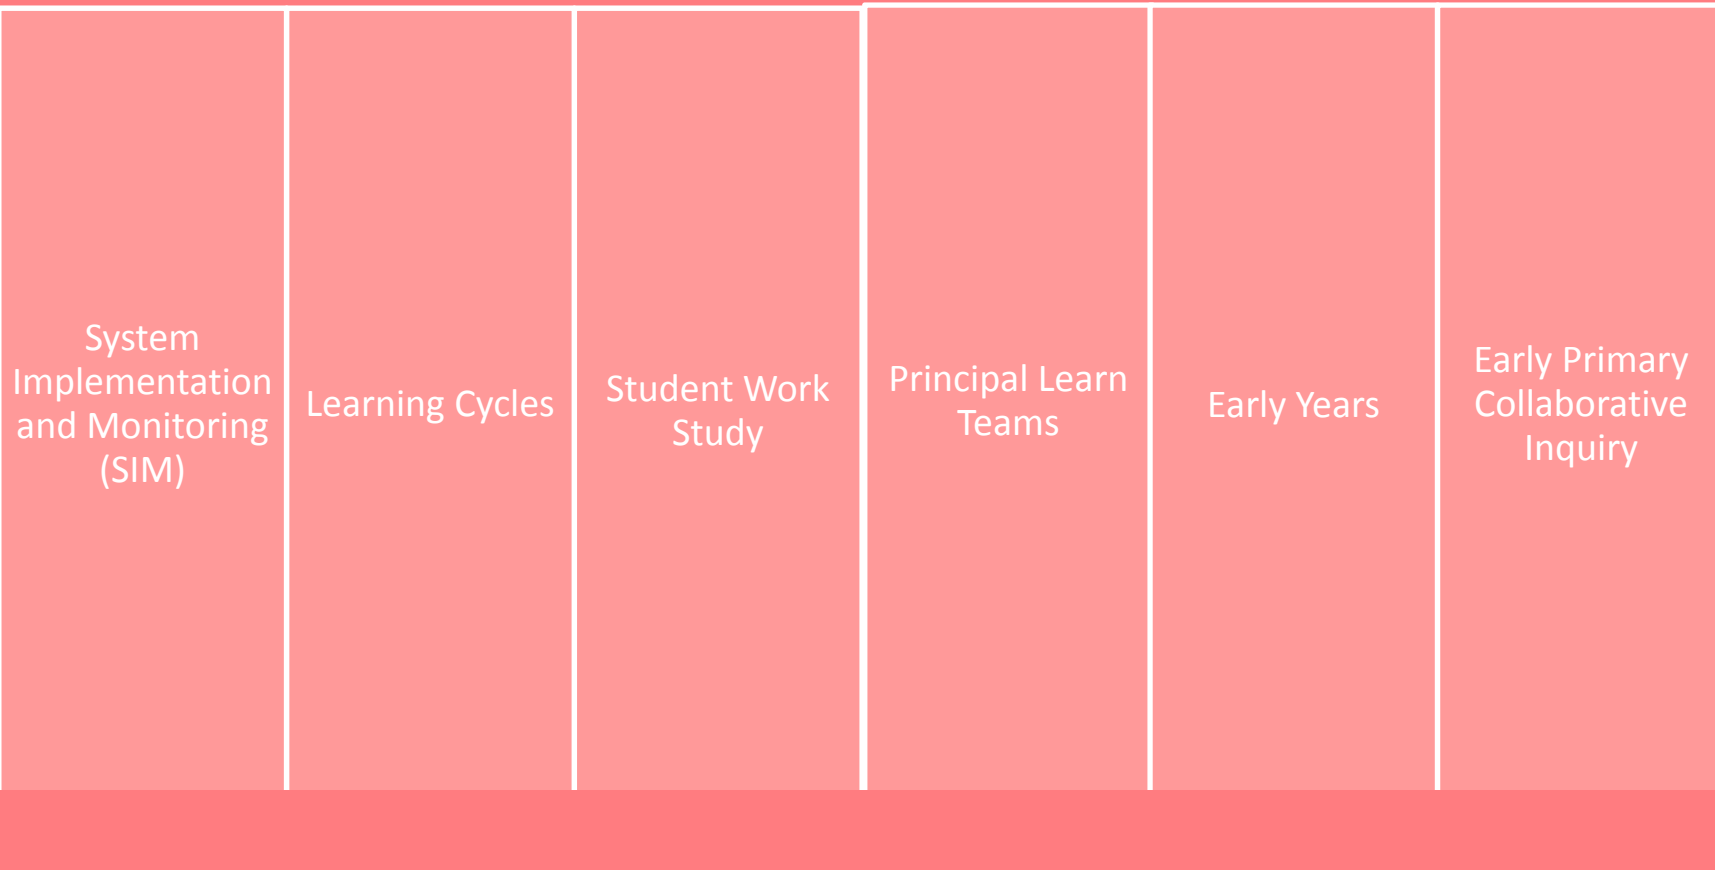 System
Implementation
and Monitoring
(SIM)
Learning Cycles
Student Work
Study
Principal Learn
Teams
Early Years
Early Primary
Collaborative
Inquiry